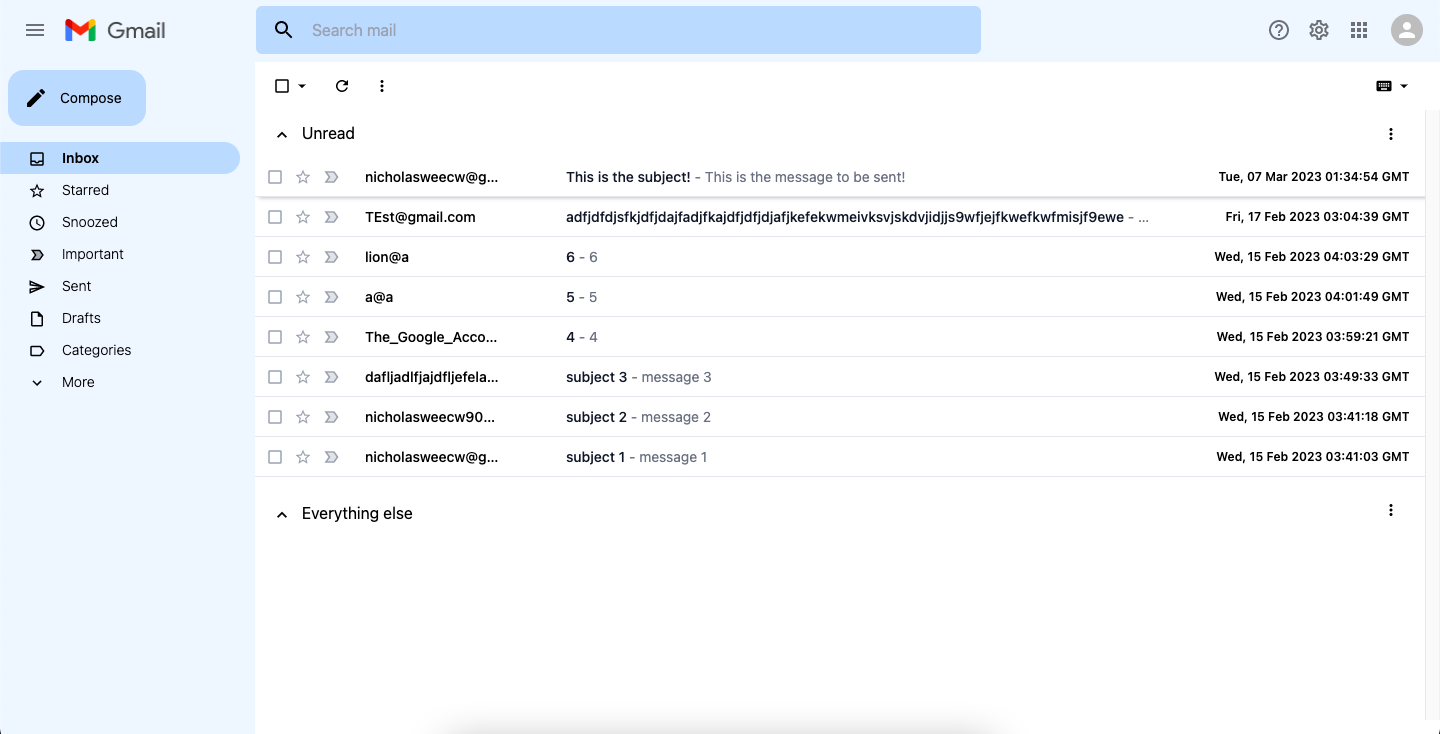 Gmail
Search mail
Compose
Inbox
Starred
Snoozed
Important
Sent
Drafts
Categories
More
Unread
nicholasweecw@g... This is the subject! - This is the message to be sent! Tue, 07 Mar 2023 01:34:54 GMT
TEst@gmail.com adfjdfdjsfkjdfjdajfadjfkajdfjdfjdjafjkefekwmeivksvjskdvjidjjs9wfjejfkwefkwfmisjf9ewe - ... Fri, 17 Feb 2023 03:04:39 GMT
lion@a 6 - 6 Wed, 15 Feb 2023 04:03:29 GMT
a@a 5 - 5 Wed, 15 Feb 2023 04:01:49 GMT
The_Google_Acco... 4 - 4 Wed, 15 Feb 2023 03:59:21 GMT
dafljadlfjajdfljefela... subject 3 - message 3 Wed, 15 Feb 2023 03:49:33 GMT
nicholasweecw90... subject 2 - message 2 Wed, 15 Feb 2023 03:41:18 GMT
nicholasweecw@g... subject 1 - message 1 Wed, 15 Feb 2023 03:41:03 GMT
Everything else